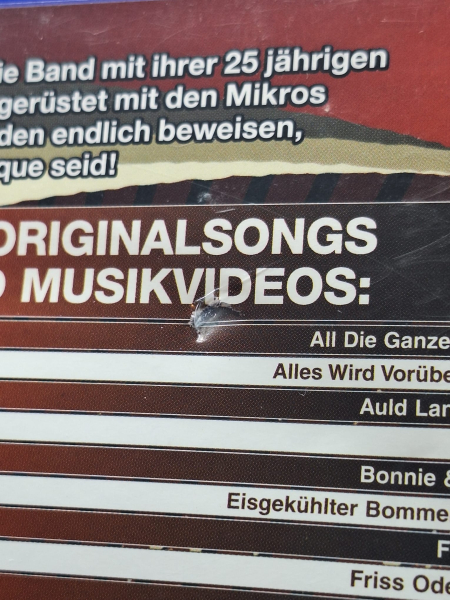 ie Band mit ihrer 25 jährigen
gerüstet mit den Mikros
den endlich beweisen,
que seid!
ORIGINALSONGS
D MUSIKVIDEOS:
All Die Ganze
Alles Wird Vorübe
Auld Lan
Bonnie &
Eisgekühlter Bomme
F
Friss Ode